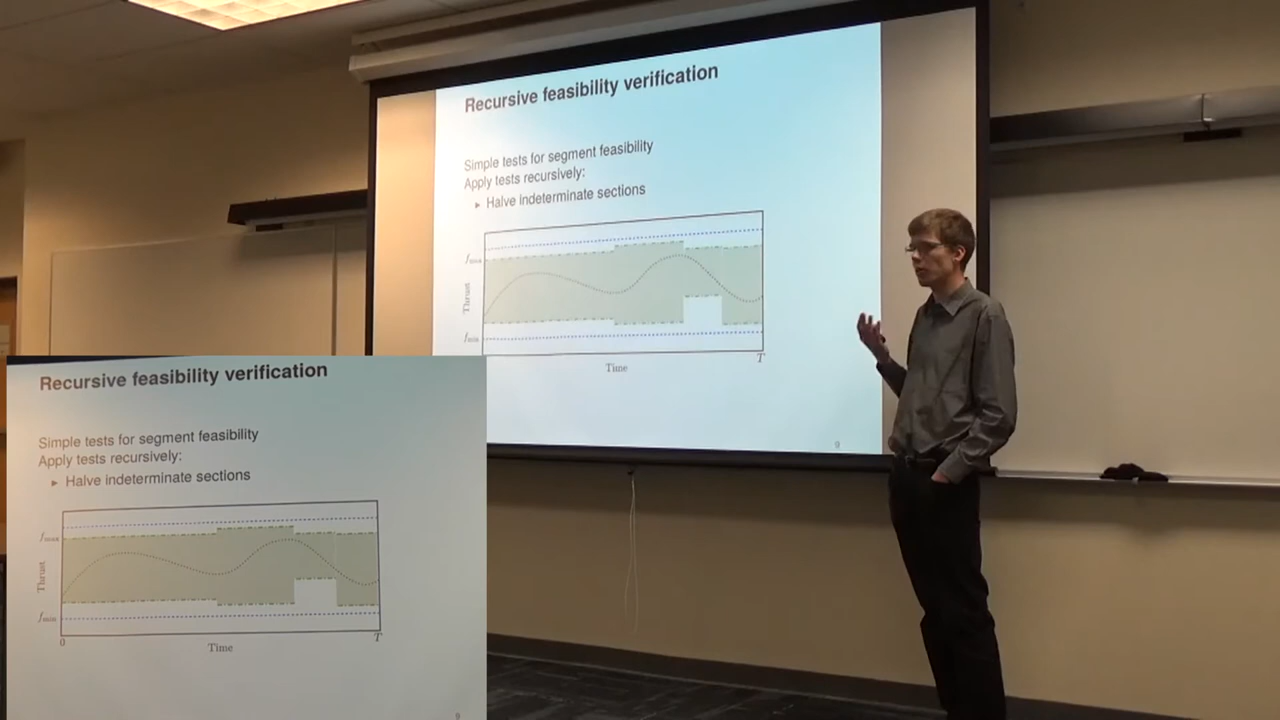 Recursive feasibility verification
Simple tests for segment feasibility
Apply tests recursively:
▸ Halve indeterminate sections
fmax
Thrust
fmin
T
Time
9
Recursive feasibility verification
Simple tests for segment feasibility
Apply tests recursively:
▸ Halve indeterminate sections
fmax
Thrust
fmin
0
T
Time
9